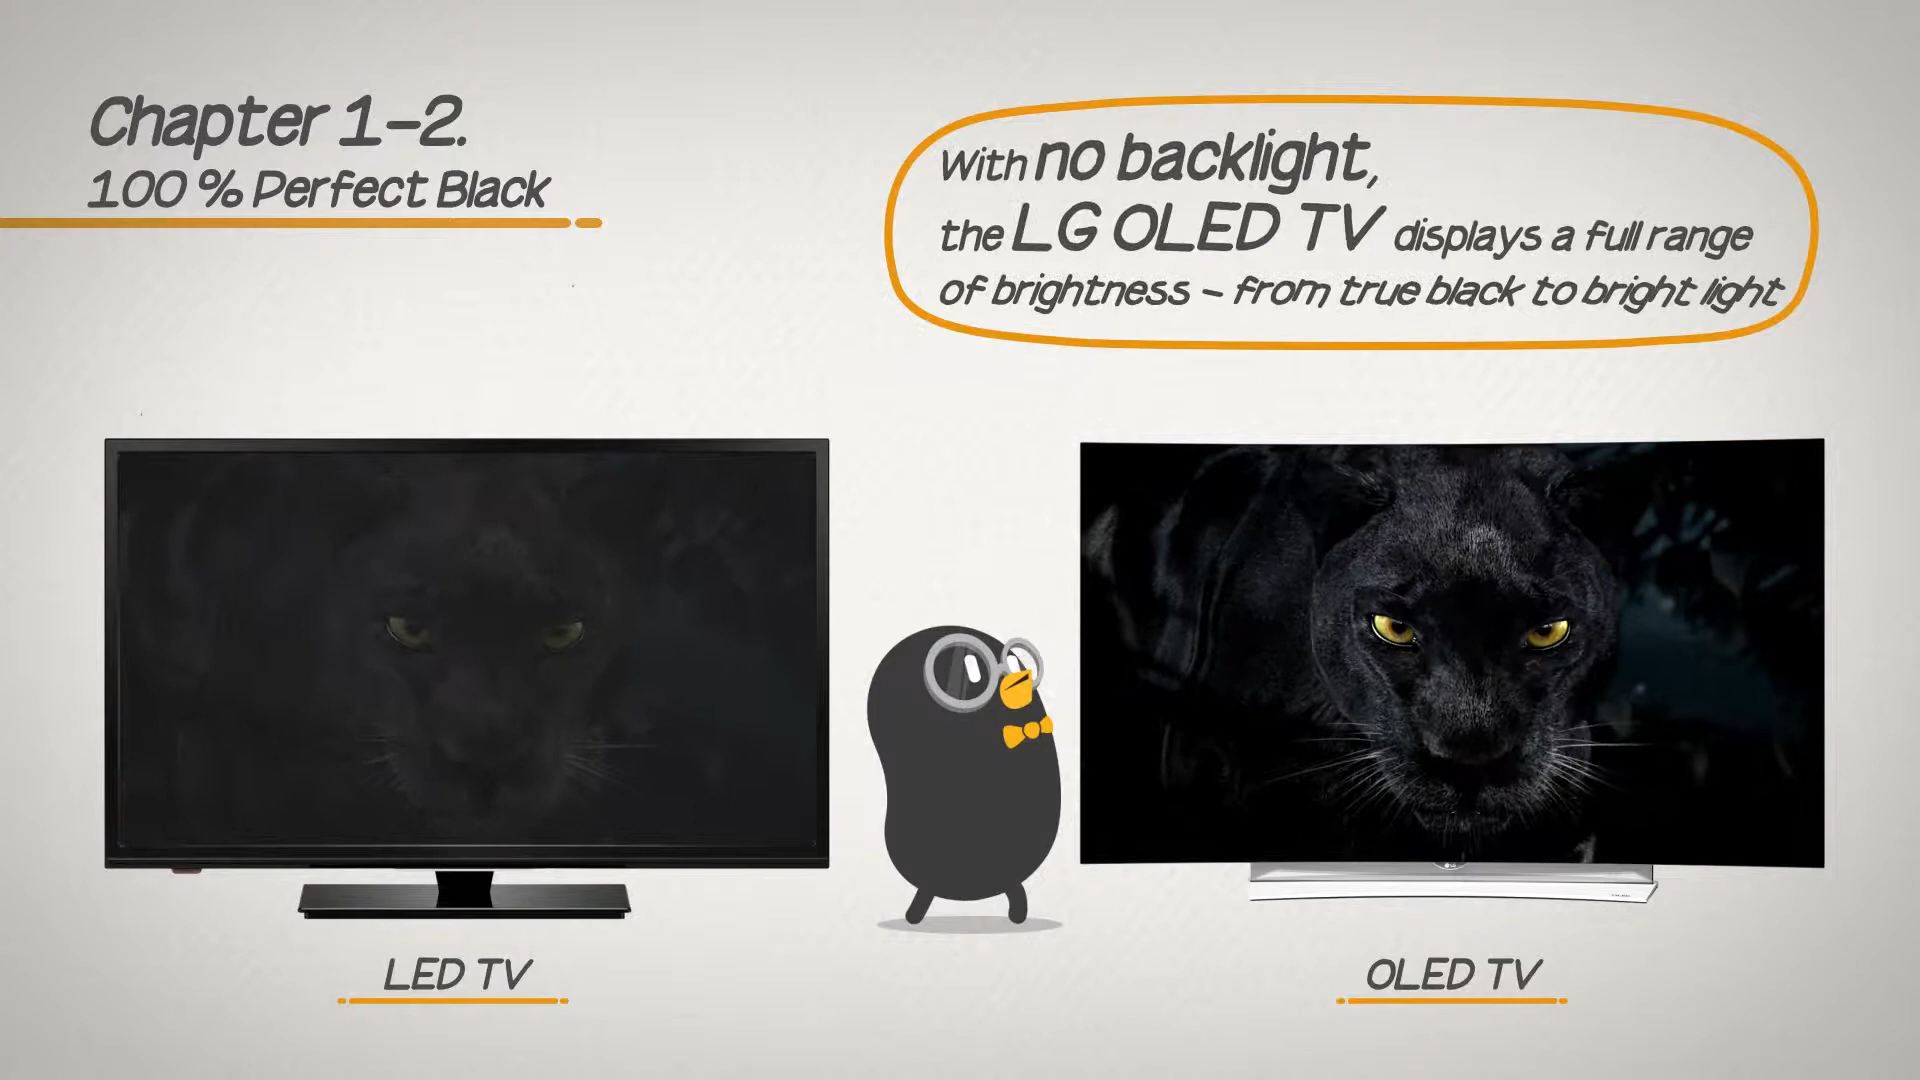 Chapter 1-2.
100 % Perfect Black
With no backlight,
the LG OLED TV displays a full range
of brightness - from true black to bright light
LED TV
OLED TV